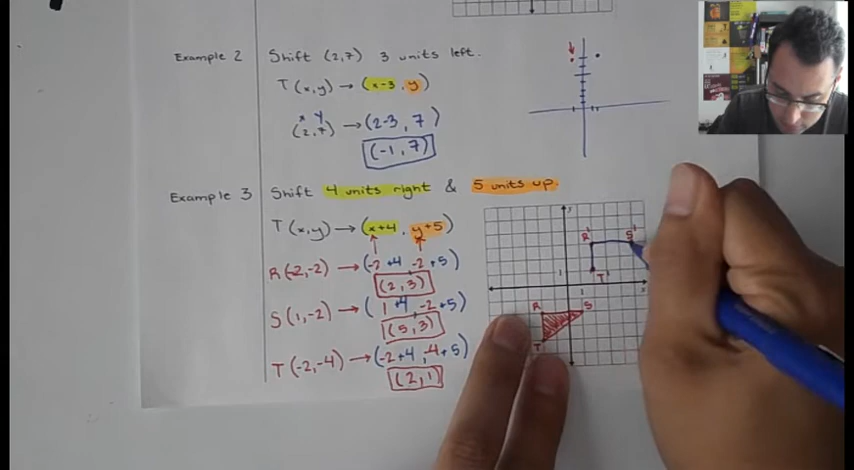 Example 2 Shift (2,7) 3 units left.
T(x,y) → (x-3, y)
x y
(2,7) → (2-3, 7)
(-1,7)
Example 3 Shift 4 units right & 5 units up.
T(x,y) → (x+4, y+5)
R(-2,-2) → (-2+4, -2+5)
(2,3)
S(1,-2) → (1+4, -2+5)
(5,3)
T(-2,-4) → (-2+4, -4+5)
(2,1)
y
R' S'
T'
1
1
x
R S
T